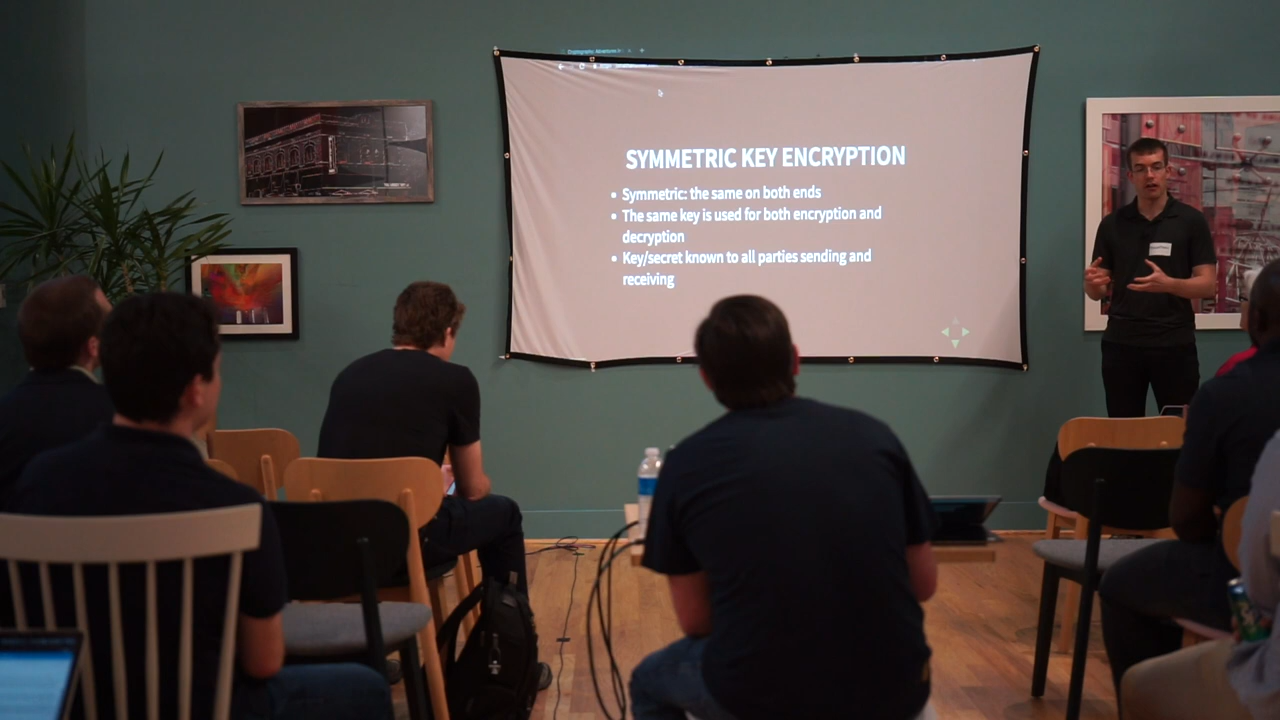 SYMMETRIC KEY ENCRYPTION
• Symmetric: the same on both ends
• The same key is used for both encryption and
decryption
• Key/secret known to all parties sending and
receiving